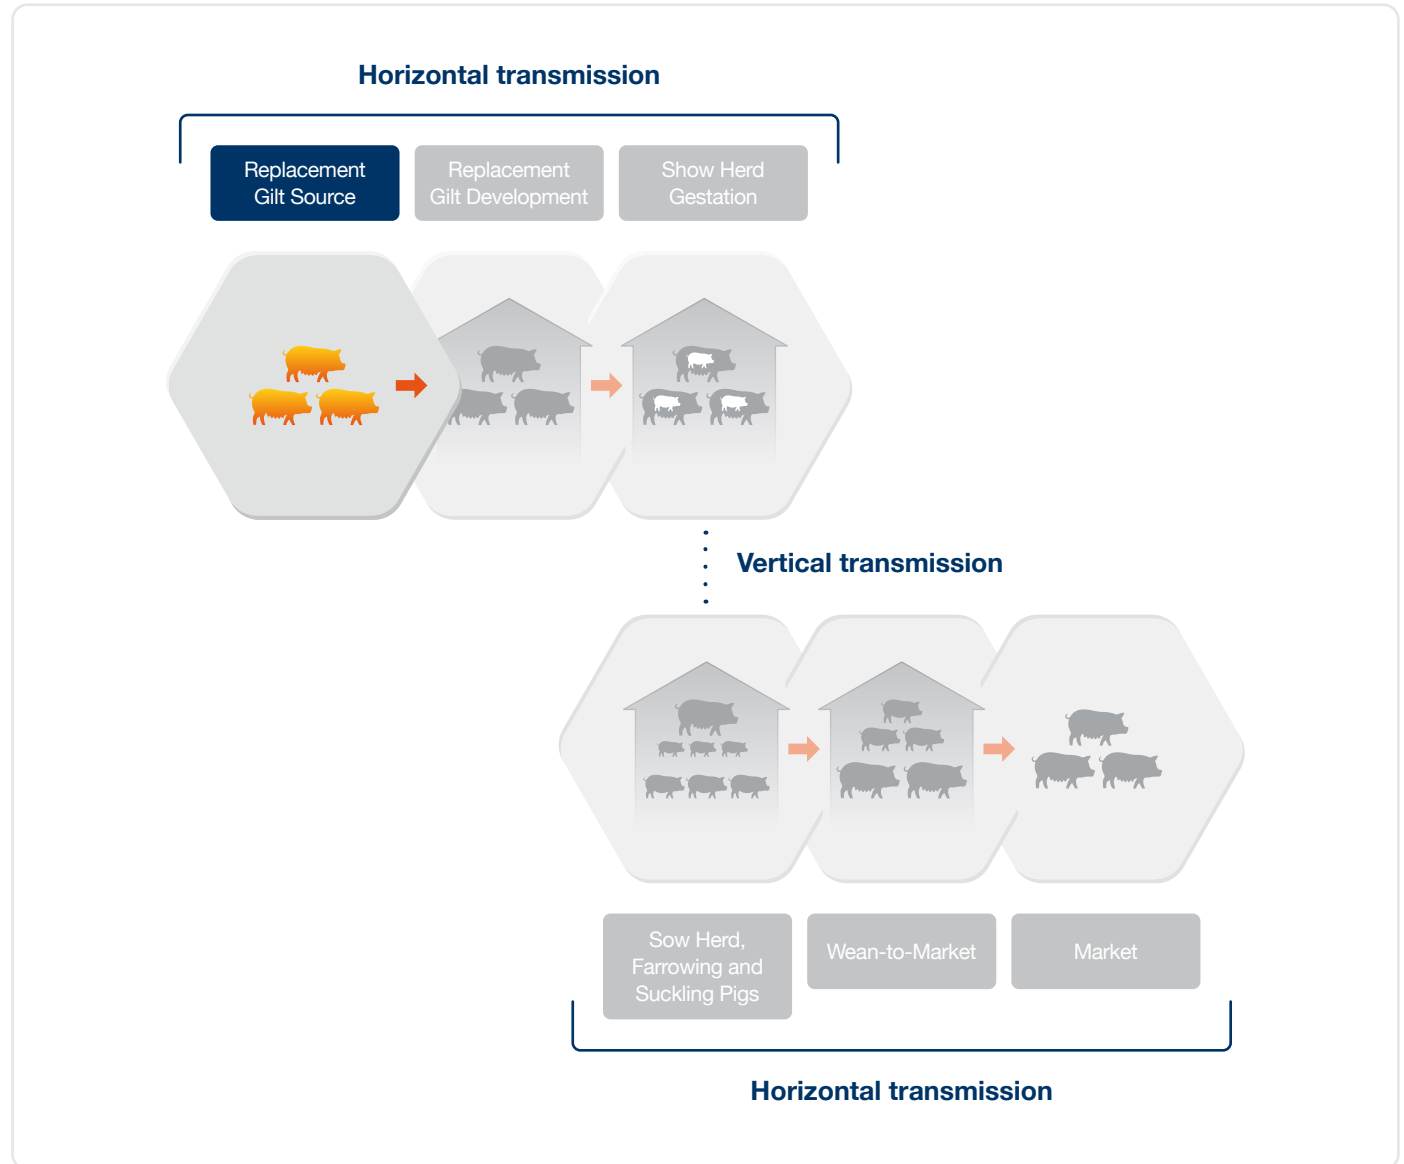 Horizontal transmission
Replacement
Gilt Source
Replacement
Gilt Development
Show Herd
Gestation
Vertical transmission
Sow Herd,
Farrowing and
Suckling Pigs
Wean-to-Market
Market
Horizontal transmission